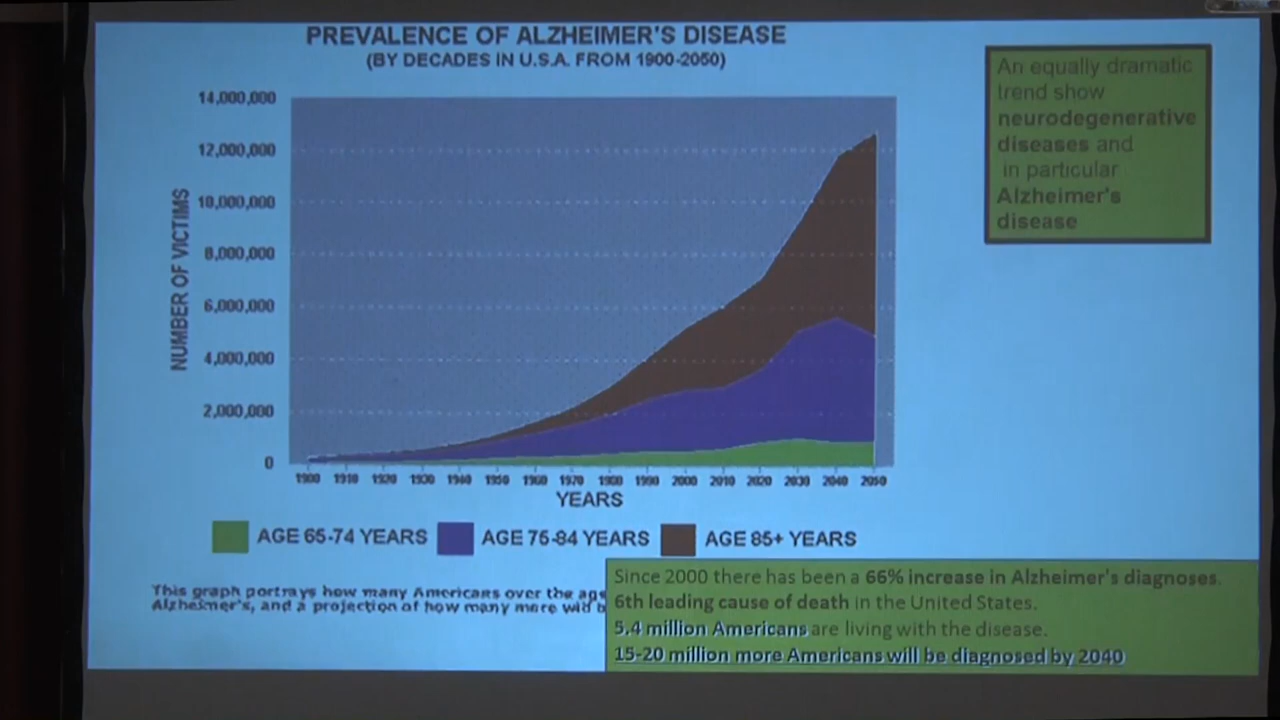 PREVALENCE OF ALZHEIMER'S DISEASE
(BY DECADES IN U.S.A. FROM 1900-2050)
An equally dramatic
trend show
neurodegenerative
diseases and
in particular
Alzheimer's
disease
NUMBER OF VICTIMS
14,000,000
12,000,000
10,000,000
8,000,000
6,000,000
4,000,000
2,000,000
0
1900 1910 1920 1930 1940 1950 1960 1970 1980 1990 2000 2010 2020 2030 2040 2050
YEARS
AGE 65-74 YEARS AGE 75-84 YEARS AGE 85+ YEARS
This graph portrays how many Americans over the age
Alzheimer's, and a projection of how many more will b
Since 2000 there has been a 66% increase in Alzheimer's diagnoses.
6th leading cause of death in the United States.
5.4 million Americans are living with the disease.
15-20 million more Americans will be diagnosed by 2040